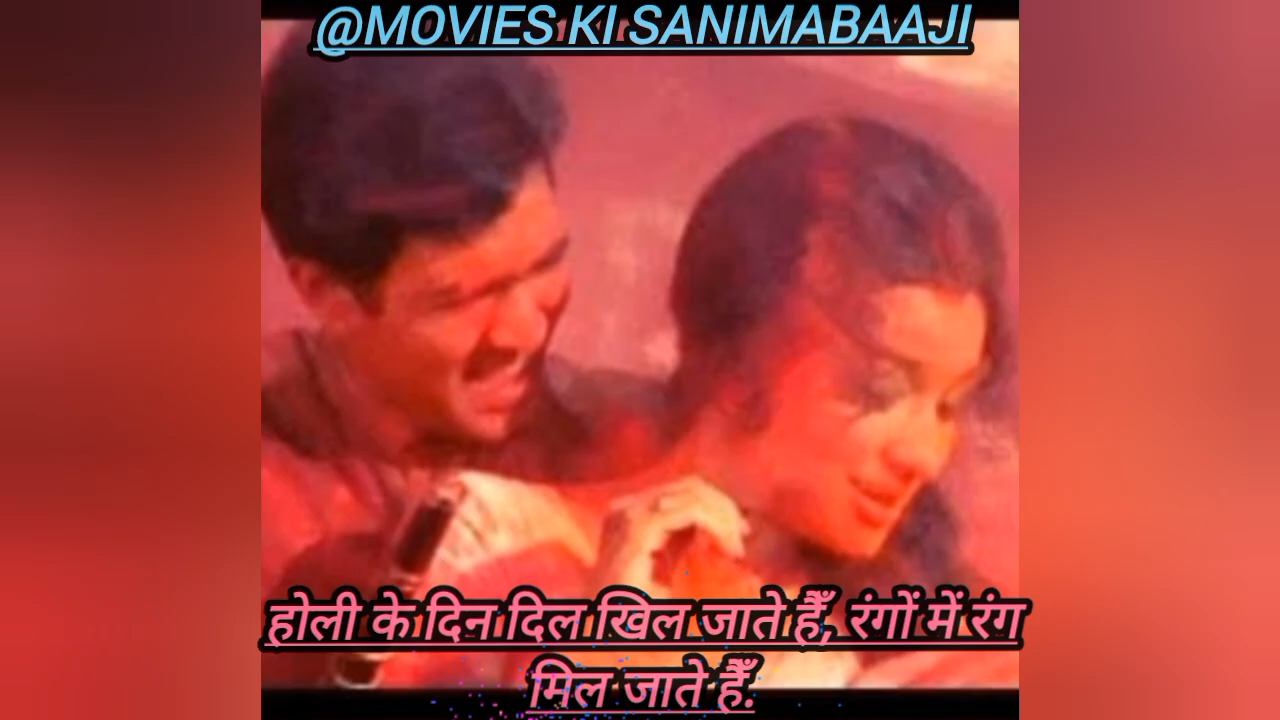 @MOVIES KI SANIMABAAJI
होली के दिन दिल खिल जाते हैँ, रंगों में रंग
मिल जाते हैँ.